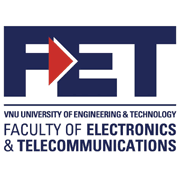 FET
VNU UNIVERSITY OF ENGINEERING & TECHNOLOGY
FACULTY OF ELECTRONICS
& TELECOMMUNICATIONS